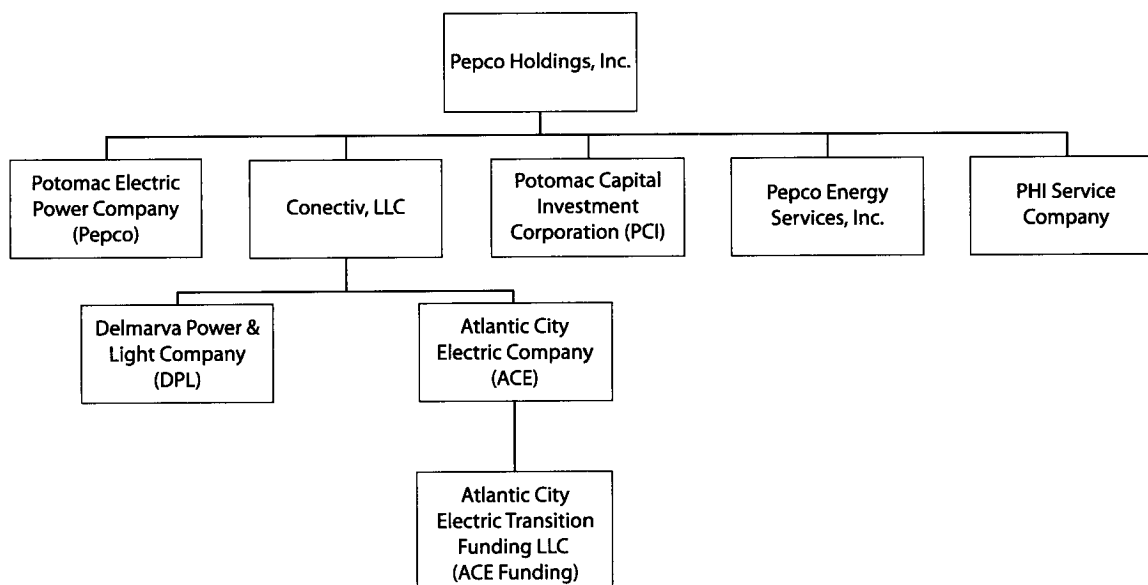 Pepco Holdings, Inc.
Potomac Electric
Power Company
(Pepco)
Conectiv, LLC
Potomac Capital
Investment
Corporation (PCI)
Pepco Energy
Services, Inc.
PHI Service
Company
Delmarva Power &
Light Company
(DPL)
Atlantic City
Electric Company
(ACE)
Atlantic City
Electric Transition
Funding LLC
(ACE Funding)